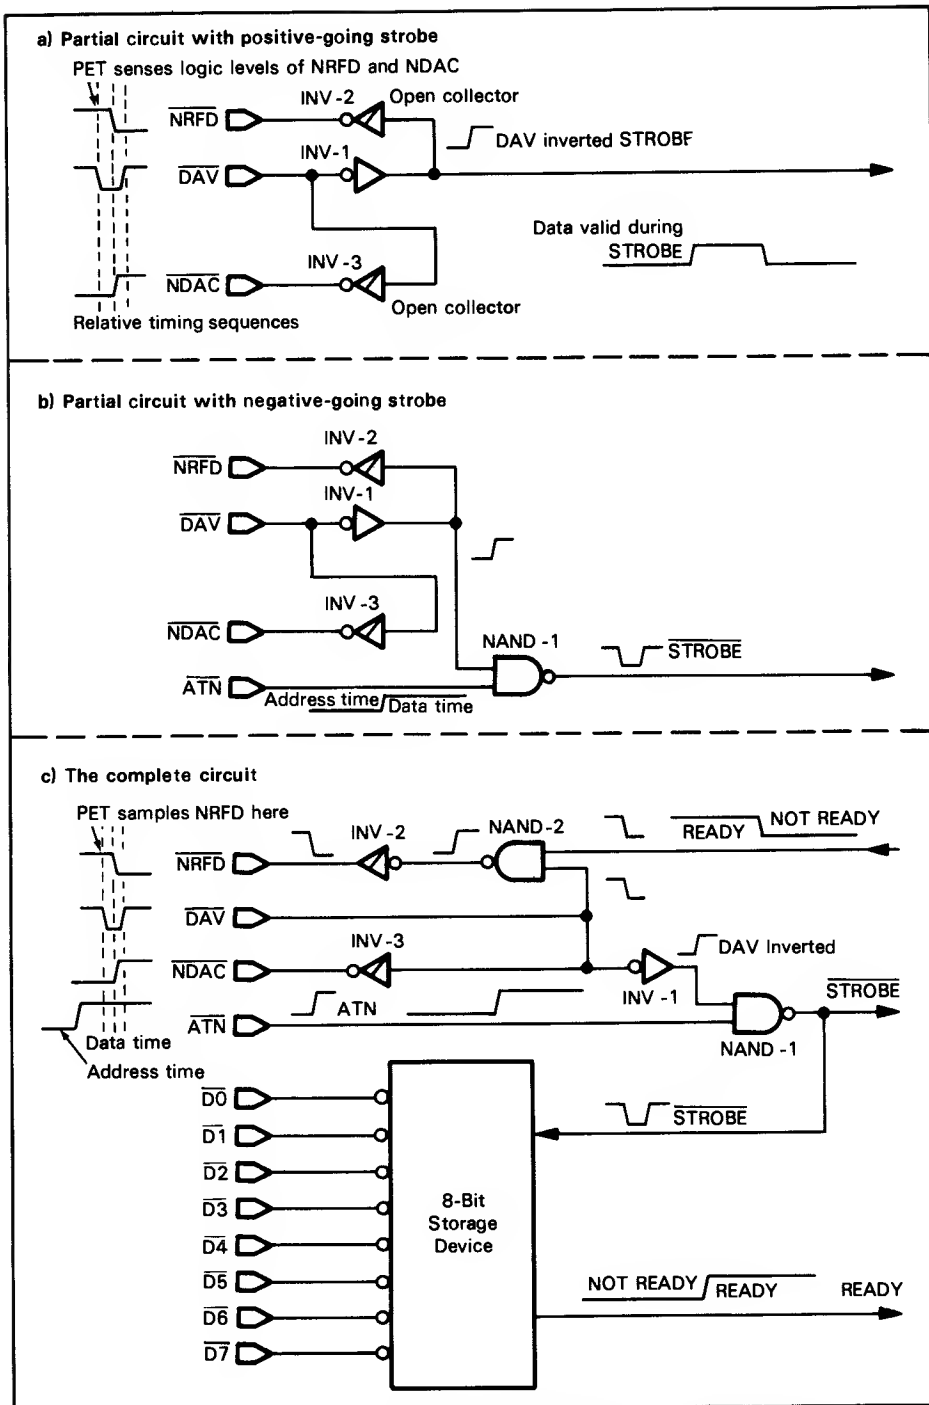 a) Partial circuit with positive-going strobe
PET senses logic levels of NRFD and NDAC
INV-2
Open collector
NRFD
INV-1
DAV inverted STROBF
DAV
Data valid during
STROBE
INV-3
NDAC
Open collector
Relative timing sequences
b) Partial circuit with negative-going strobe
INV-2
NRFD
INV-1
DAV
INV-3
NDAC
NAND-1
STROBE
ATN
Address time
Data time
c) The complete circuit
PET samples NRFD here
INV-2
NAND-2
READY
NOT READY
NRFD
DAV
INV-3
DAV Inverted
NDAC
INV-1
STROBE
ATN
ATN
NAND-1
Data time
Address time
D0
STROBE
D1
D2
D3
8-Bit
Storage
Device
D4
D5
NOT READY
READY
READY
D6
D7